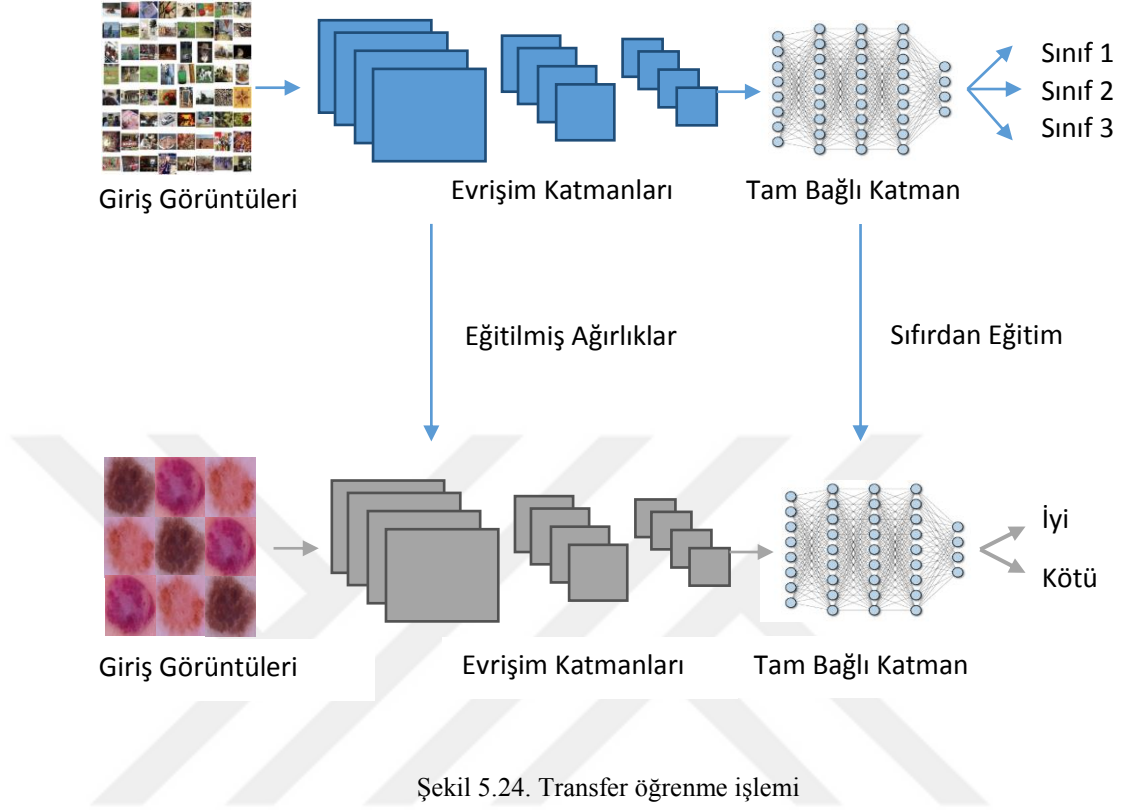 Sınıf 1
Sınıf 2
Sınıf 3
Giriş Görüntüleri
Evrişim Katmanları
Tam Bağlı Katman
Eğitilmiş Ağırlıklar
Sıfırdan Eğitim
İyi
Kötü
Giriş Görüntüleri
Evrişim Katmanları
Tam Bağlı Katman
Şekil 5.24. Transfer öğrenme işlemi